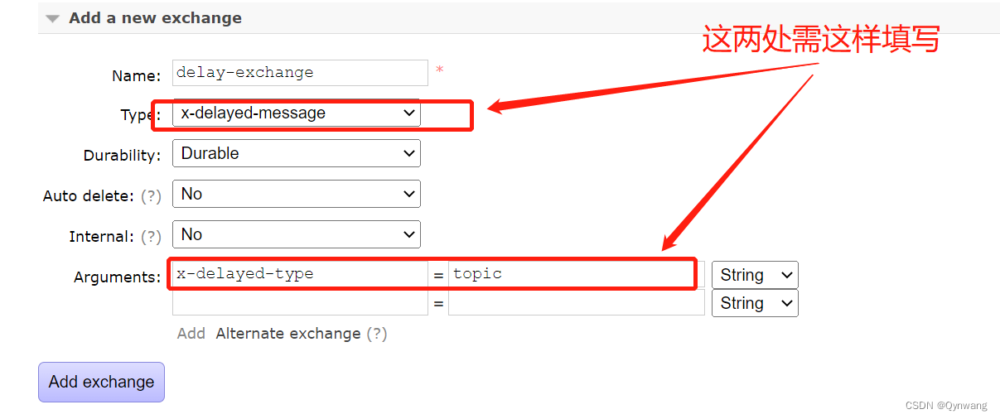 Add a new exchange
这两处需这样填写
Name: delay-exchange *
Type: x-delayed-message
Durability: Durable
Auto delete: (?) No
Internal: (?) No
Arguments: x-delayed-type = topic String
= String
Add Alternate exchange (?)
Add exchange
CSDN @Qynwang